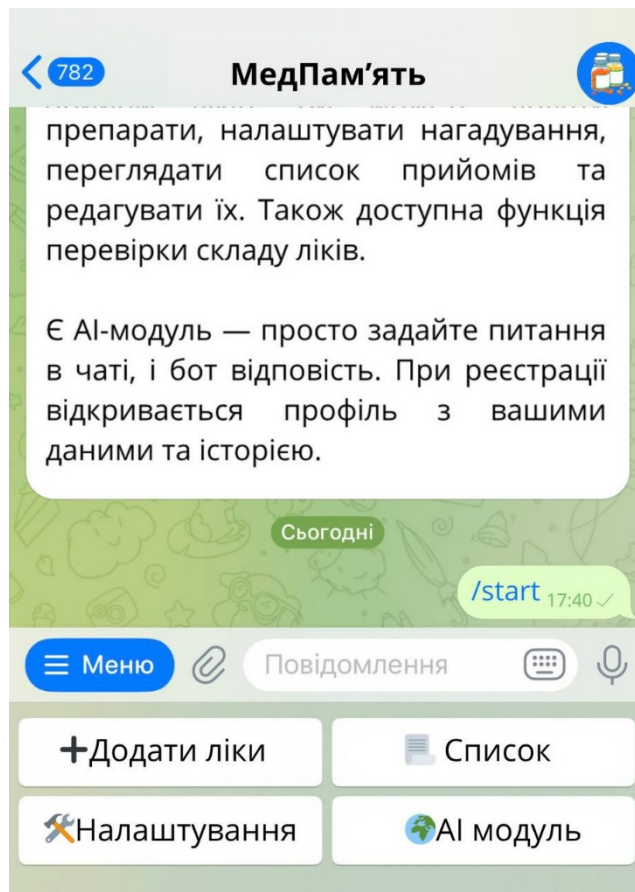 782
МедПам’ять
препарати, налаштувати нагадування,
переглядати список прийомів та
редагувати їх. Також доступна функція
перевірки складу ліків.
Є AI-модуль — просто задайте питання
в чаті, і бот відповість. При реєстрації
відкривається профіль з вашими
даними та історією.
Сьогодні
/start 17:40
Меню Повідомлення
Додати ліки Список
Налаштування AI модуль